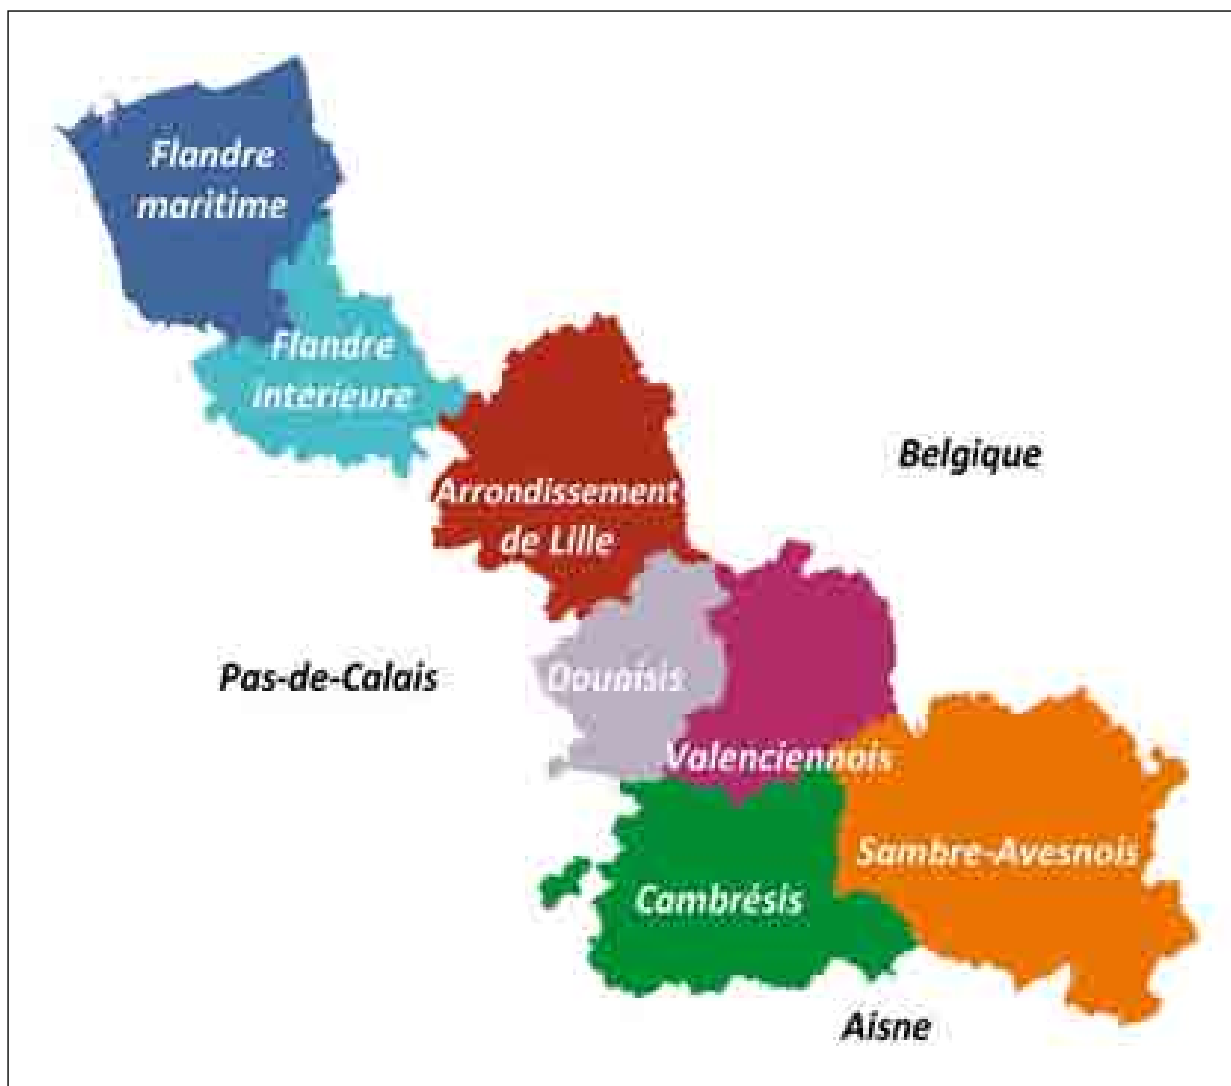 Flandre
maritime
Flandre
intérieure
Arrondissement
de Lille
Belgique
Pas-de-Calais
Douaisis
Valenciennois
Sambre-Avesnois
Cambrésis
Aisne